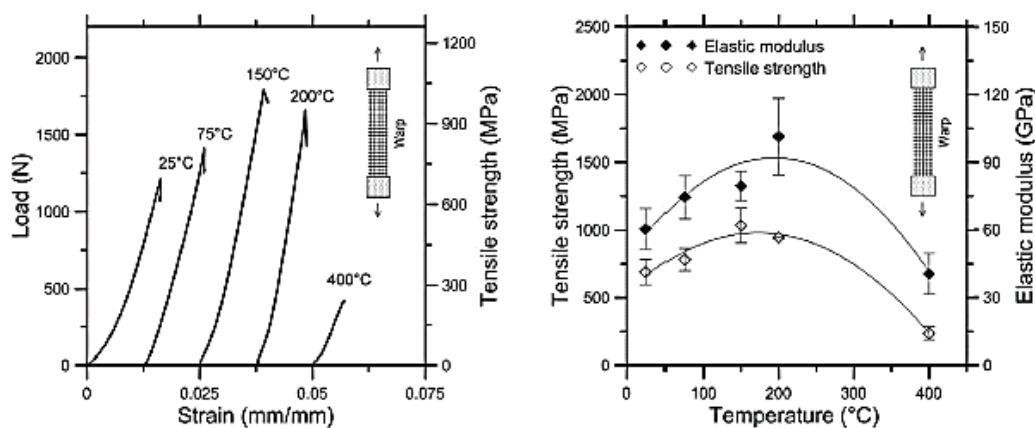 2000
1500
1000
500
0
Load (N)
0
0.025
0.050
0.075
Strain (mm/mm)
1200
900
600
300
0
Tensile strength (MPa)
25°C
75°C
150°C
200°C
400°C
Warp
2500
2000
1500
1000
500
0
Tensile strength (MPa)
0
100
200
300
400
Temperature (°C)
150
120
90
60
30
0
Elastic modulus (GPa)
Elastic modulus
Tensile strength
Warp